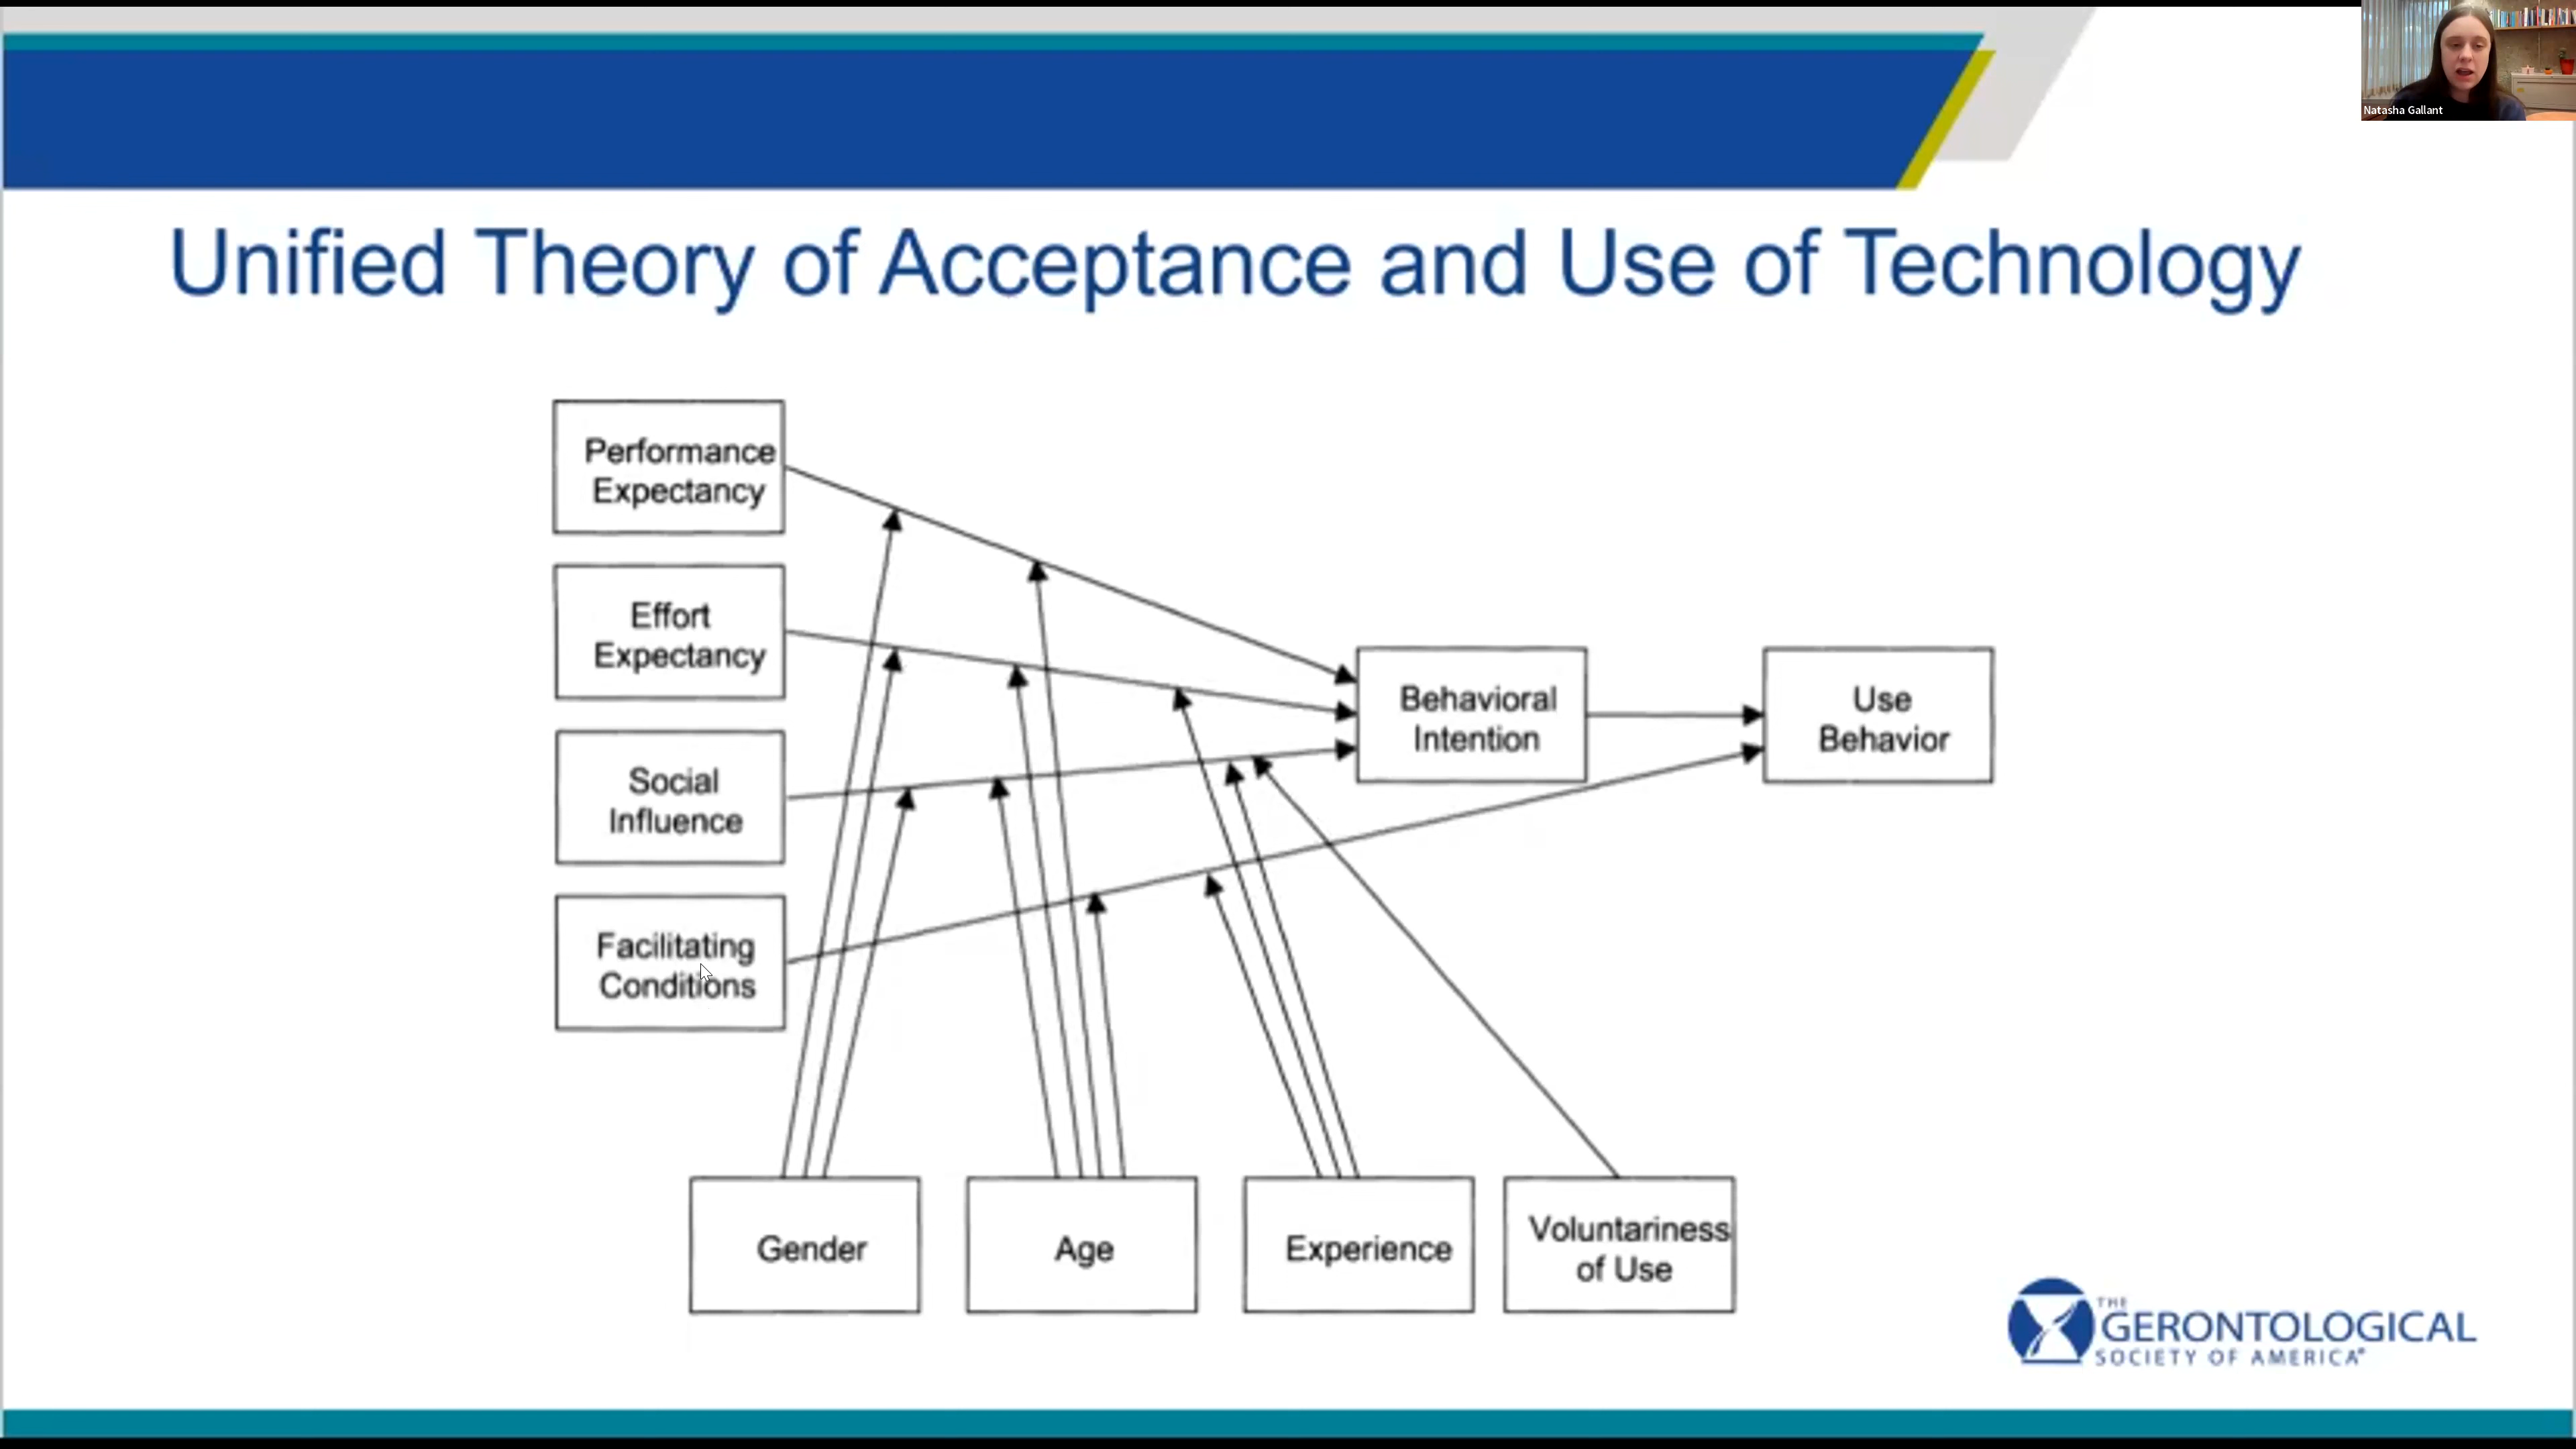 Natasha Gallant
Unified Theory of Acceptance and Use of Technology
Performance
Expectancy
Effort
Expectancy
Social
Influence
Facilitating
Conditions
Behavioral
Intention
Use
Behavior
Gender
Age
Experience
Voluntariness
of Use
THE
GERONTOLOGICAL
SOCIETY OF AMERICA®